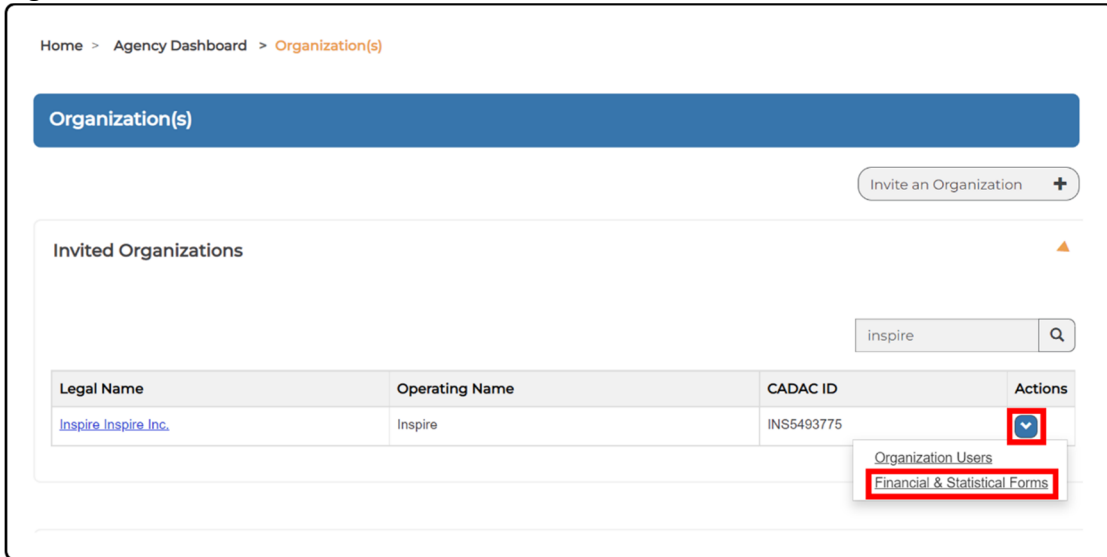 Home > Agency Dashboard > Organization(s)
Organization(s)
Invite an Organization +
Invited Organizations
inspire
Legal Name Operating Name CADAC ID Actions
Inspire Inspire Inc. Inspire INS5493775
Organization Users
Financial & Statistical Forms